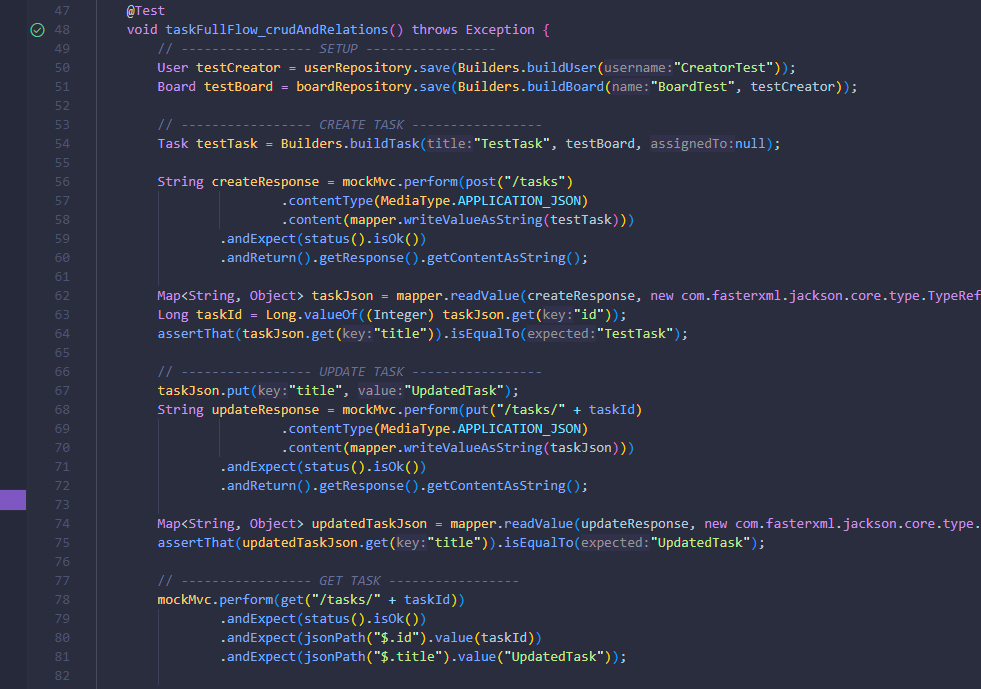 47 @Test
48 void taskFullFlow_crudAndRelations() throws Exception {
49 // ----------------- SETUP -----------------
50 User testCreator = userRepository.save(Builders.buildUser(username:"CreatorTest"));
51 Board testBoard = boardRepository.save(Builders.buildBoard(name:"BoardTest", testCreator));
52
53 // ----------------- CREATE TASK -----------------
54 Task testTask = Builders.buildTask(title:"TestTask", testBoard, assignedTo:null);
55
56 String createResponse = mockMvc.perform(post("/tasks")
57 .contentType(MediaType.APPLICATION_JSON)
58 .content(mapper.writeValueAsString(testTask)))
59 .andExpect(status().isOk())
60 .andReturn().getResponse().getContentAsString();
61
62 Map<String, Object> taskJson = mapper.readValue(createResponse, new com.fasterxml.jackson.core.type.TypeRef
63 Long taskId = Long.valueOf((Integer) taskJson.get(key:"id"));
64 assertThat(taskJson.get(key:"title")).isEqualTo(expected:"TestTask");
65
66 // ----------------- UPDATE TASK -----------------
67 taskJson.put(key:"title", value:"UpdatedTask");
68 String updateResponse = mockMvc.perform(put("/tasks/" + taskId)
69 .contentType(MediaType.APPLICATION_JSON)
70 .content(mapper.writeValueAsString(taskJson)))
71 .andExpect(status().isOk())
72 .andReturn().getResponse().getContentAsString();
73
74 Map<String, Object> updatedTaskJson = mapper.readValue(updateResponse, new com.fasterxml.jackson.core.type.
75 assertThat(updatedTaskJson.get(key:"title")).isEqualTo(expected:"UpdatedTask");
76
77 // ----------------- GET TASK -----------------
78 mockMvc.perform(get("/tasks/" + taskId))
79 .andExpect(status().isOk())
80 .andExpect(jsonPath("$.id").value(taskId))
81 .andExpect(jsonPath("$.title").value("UpdatedTask"));
82